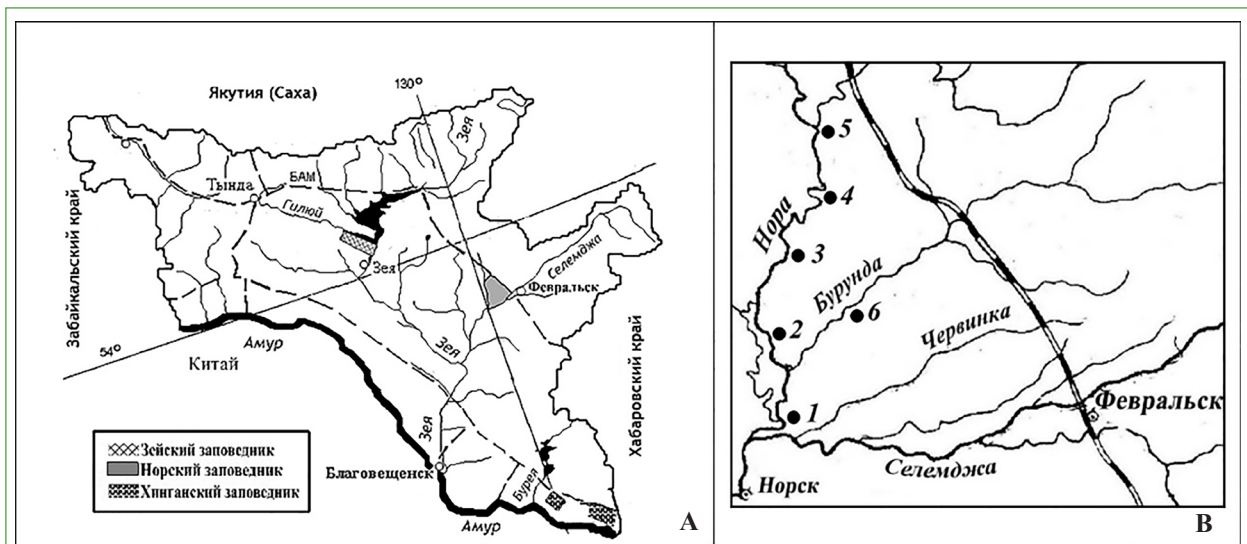 Якутия (Саха)
130°
Зея
Тында
БАМ
Гилюй
Забайкальский край
Зея
Селемджа
Февральск
54°
Амур
Китай
Зея
Хабаровский край
Зея
Зейский заповедник
Норский заповедник
Хинганский заповедник
Благовещенск
Бурея
Амур
А
5
4
Нора
3
Бурунда
6
2
Червинка
1
Февральск
Селемджа
Норск
В